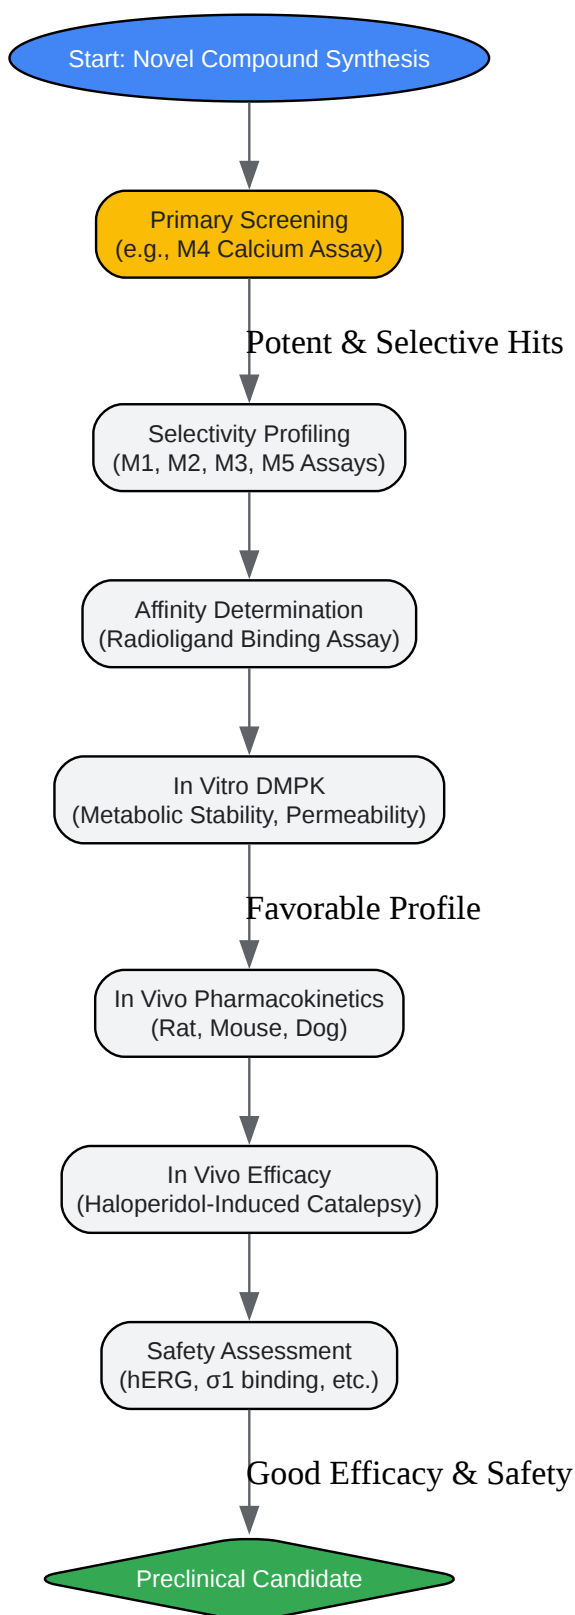 Start: Novel Compound Synthesis
Primary Screening
(e.g., M4 Calcium Assay)
Potent & Selective Hits
Selectivity Profiling
(M1, M2, M3, M5 Assays)
Affinity Determination
(Radioligand Binding Assay)
In Vitro DMPK
(Metabolic Stability, Permeability)
Favorable Profile
In Vivo Pharmacokinetics
(Rat, Mouse, Dog)
In Vivo Efficacy
(Haloperidol-Induced Catalepsy)
Safety Assessment
(hERG, σ1 binding, etc.)
Good Efficacy & Safety
Preclinical Candidate